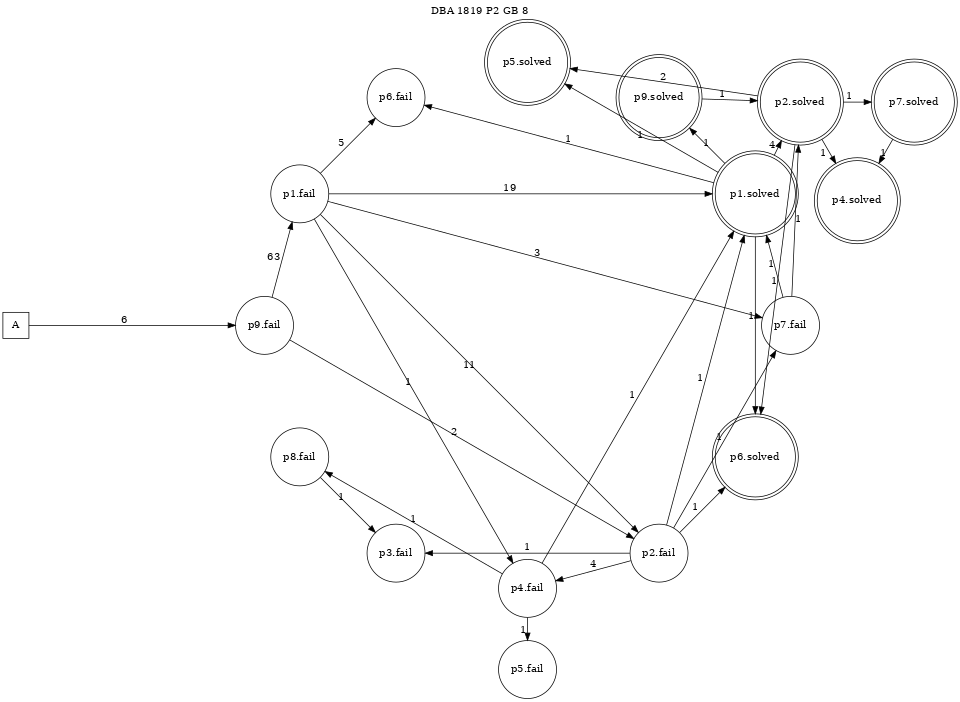 DBA 1819 P2 GB 8
p5.solved
2
p9.solved
1
p2.solved
1
p7.solved
p6.fail
5
1
1
1
4
1
1
p1.fail
19
p1.solved
p4.solved
1
63
3
1
1
A
6
p9.fail
1
p7.fail
11
1
1
1
2
1
p8.fail
p6.solved
1
1
1
p3.fail
1
p2.fail
4
p4.fail
1
p5.fail